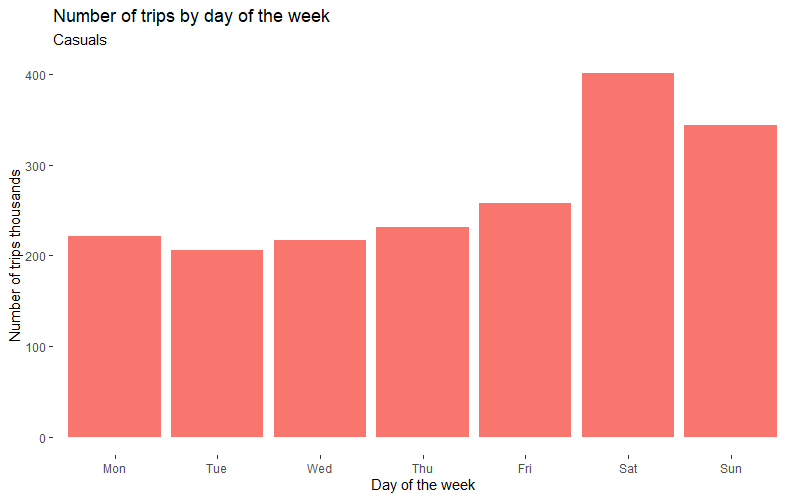 Number of trips by day of the week
Casuals
Number of trips thousands
400
300
200
100
0
Mon Tue Wed Thu Fri Sat Sun
Day of the week